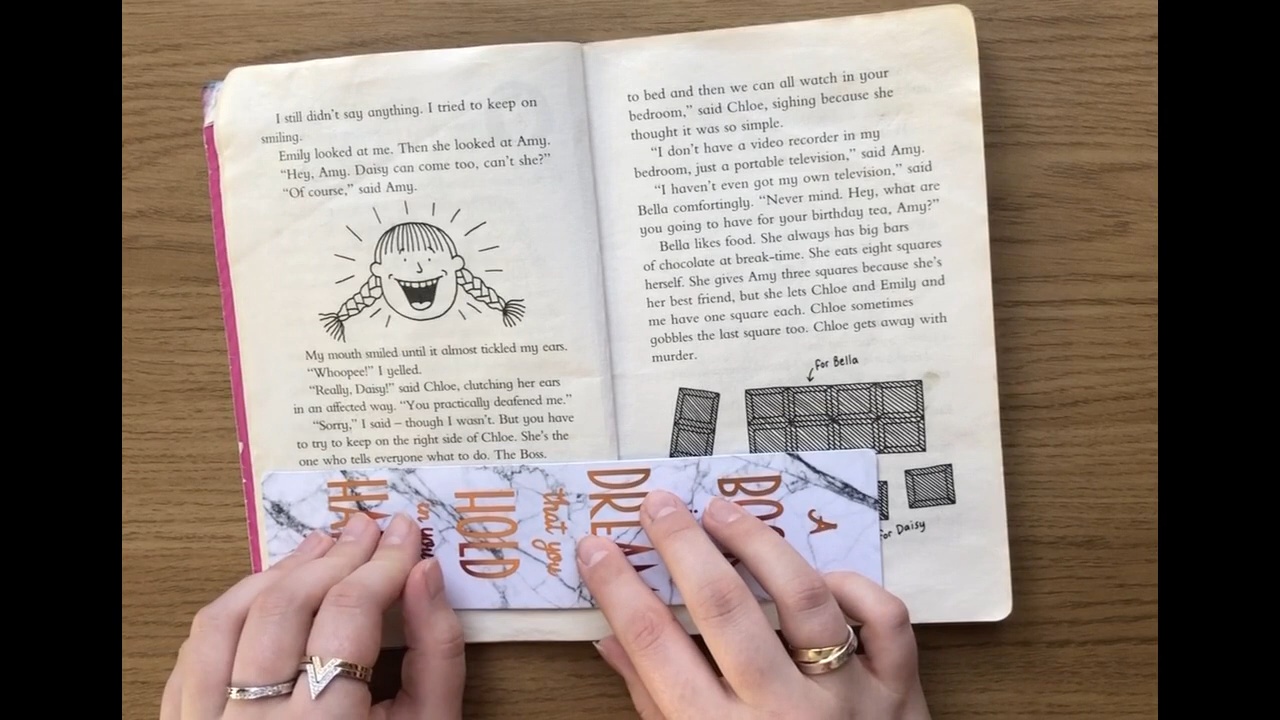 I still didn't say anything. I tried to keep on
smiling.
Emily looked at me. Then she looked at Amy.
"Hey, Amy. Daisy can come too, can't she?"
"Of course," said Amy.
My mouth smiled until it almost tickled my ears.
"Whoopee!" I yelled.
"Really, Daisy!" said Chloe, clutching her ears
in an affected way. "You practically deafened me."
"Sorry," I said – though I wasn't. But you have
to try to keep on the right side of Chloe. She's the
one who tells everyone what to do. The Boss.
to bed and then we can all watch in your
bedroom," said Chloe, sighing because she
thought it was so simple.
"I don't have a video recorder in my
bedroom, just a portable television," said Amy.
"I haven't even got my own television," said
Bella comfortingly. "Never mind. Hey, what are
you going to have for your birthday tea, Amy?"
Bella likes food. She always has big bars
of chocolate at break-time. She eats eight squares
herself. She gives Amy three squares because she's
her best friend, but she lets Chloe and Emily and
me have one square each. Chloe sometimes
gobbles the last square too. Chloe gets away with
murder.
for Bella
for Daisy
A
that you
HOLD
in